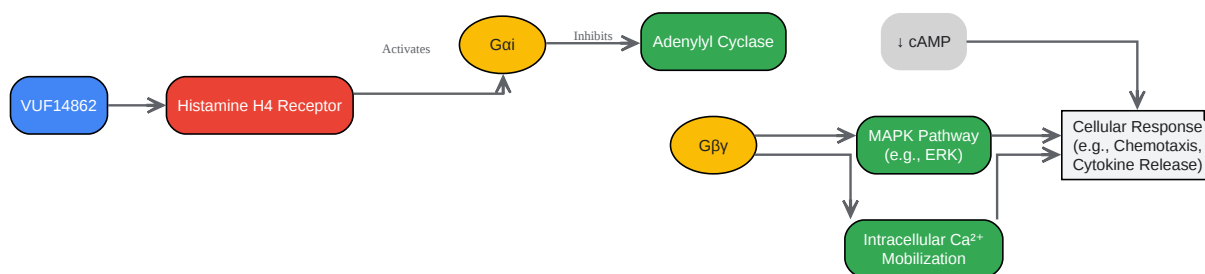 VUF14862
Histamine H4 Receptor
Activates
Gαi
Inhibits
Adenylyl Cyclase
↓ cAMP
Gβγ
MAPK Pathway
(e.g., ERK)
Intracellular Ca²⁺
Mobilization
Cellular Response
(e.g., Chemotaxis,
Cytokine Release)